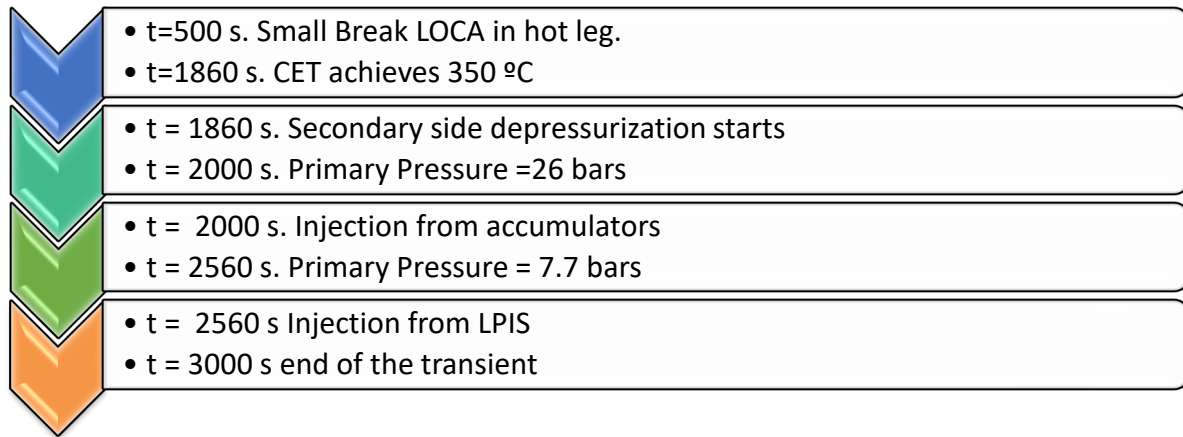 • t=500 s. Small Break LOCA in hot leg.
• t=1860 s. CET achieves 350 ºC
• t = 1860 s. Secondary side depressurization starts
• t = 2000 s. Primary Pressure =26 bars
• t =  2000 s. Injection from accumulators
• t = 2560 s. Primary Pressure = 7.7 bars
• t =  2560 s Injection from LPIS
• t = 3000 s end of the transient